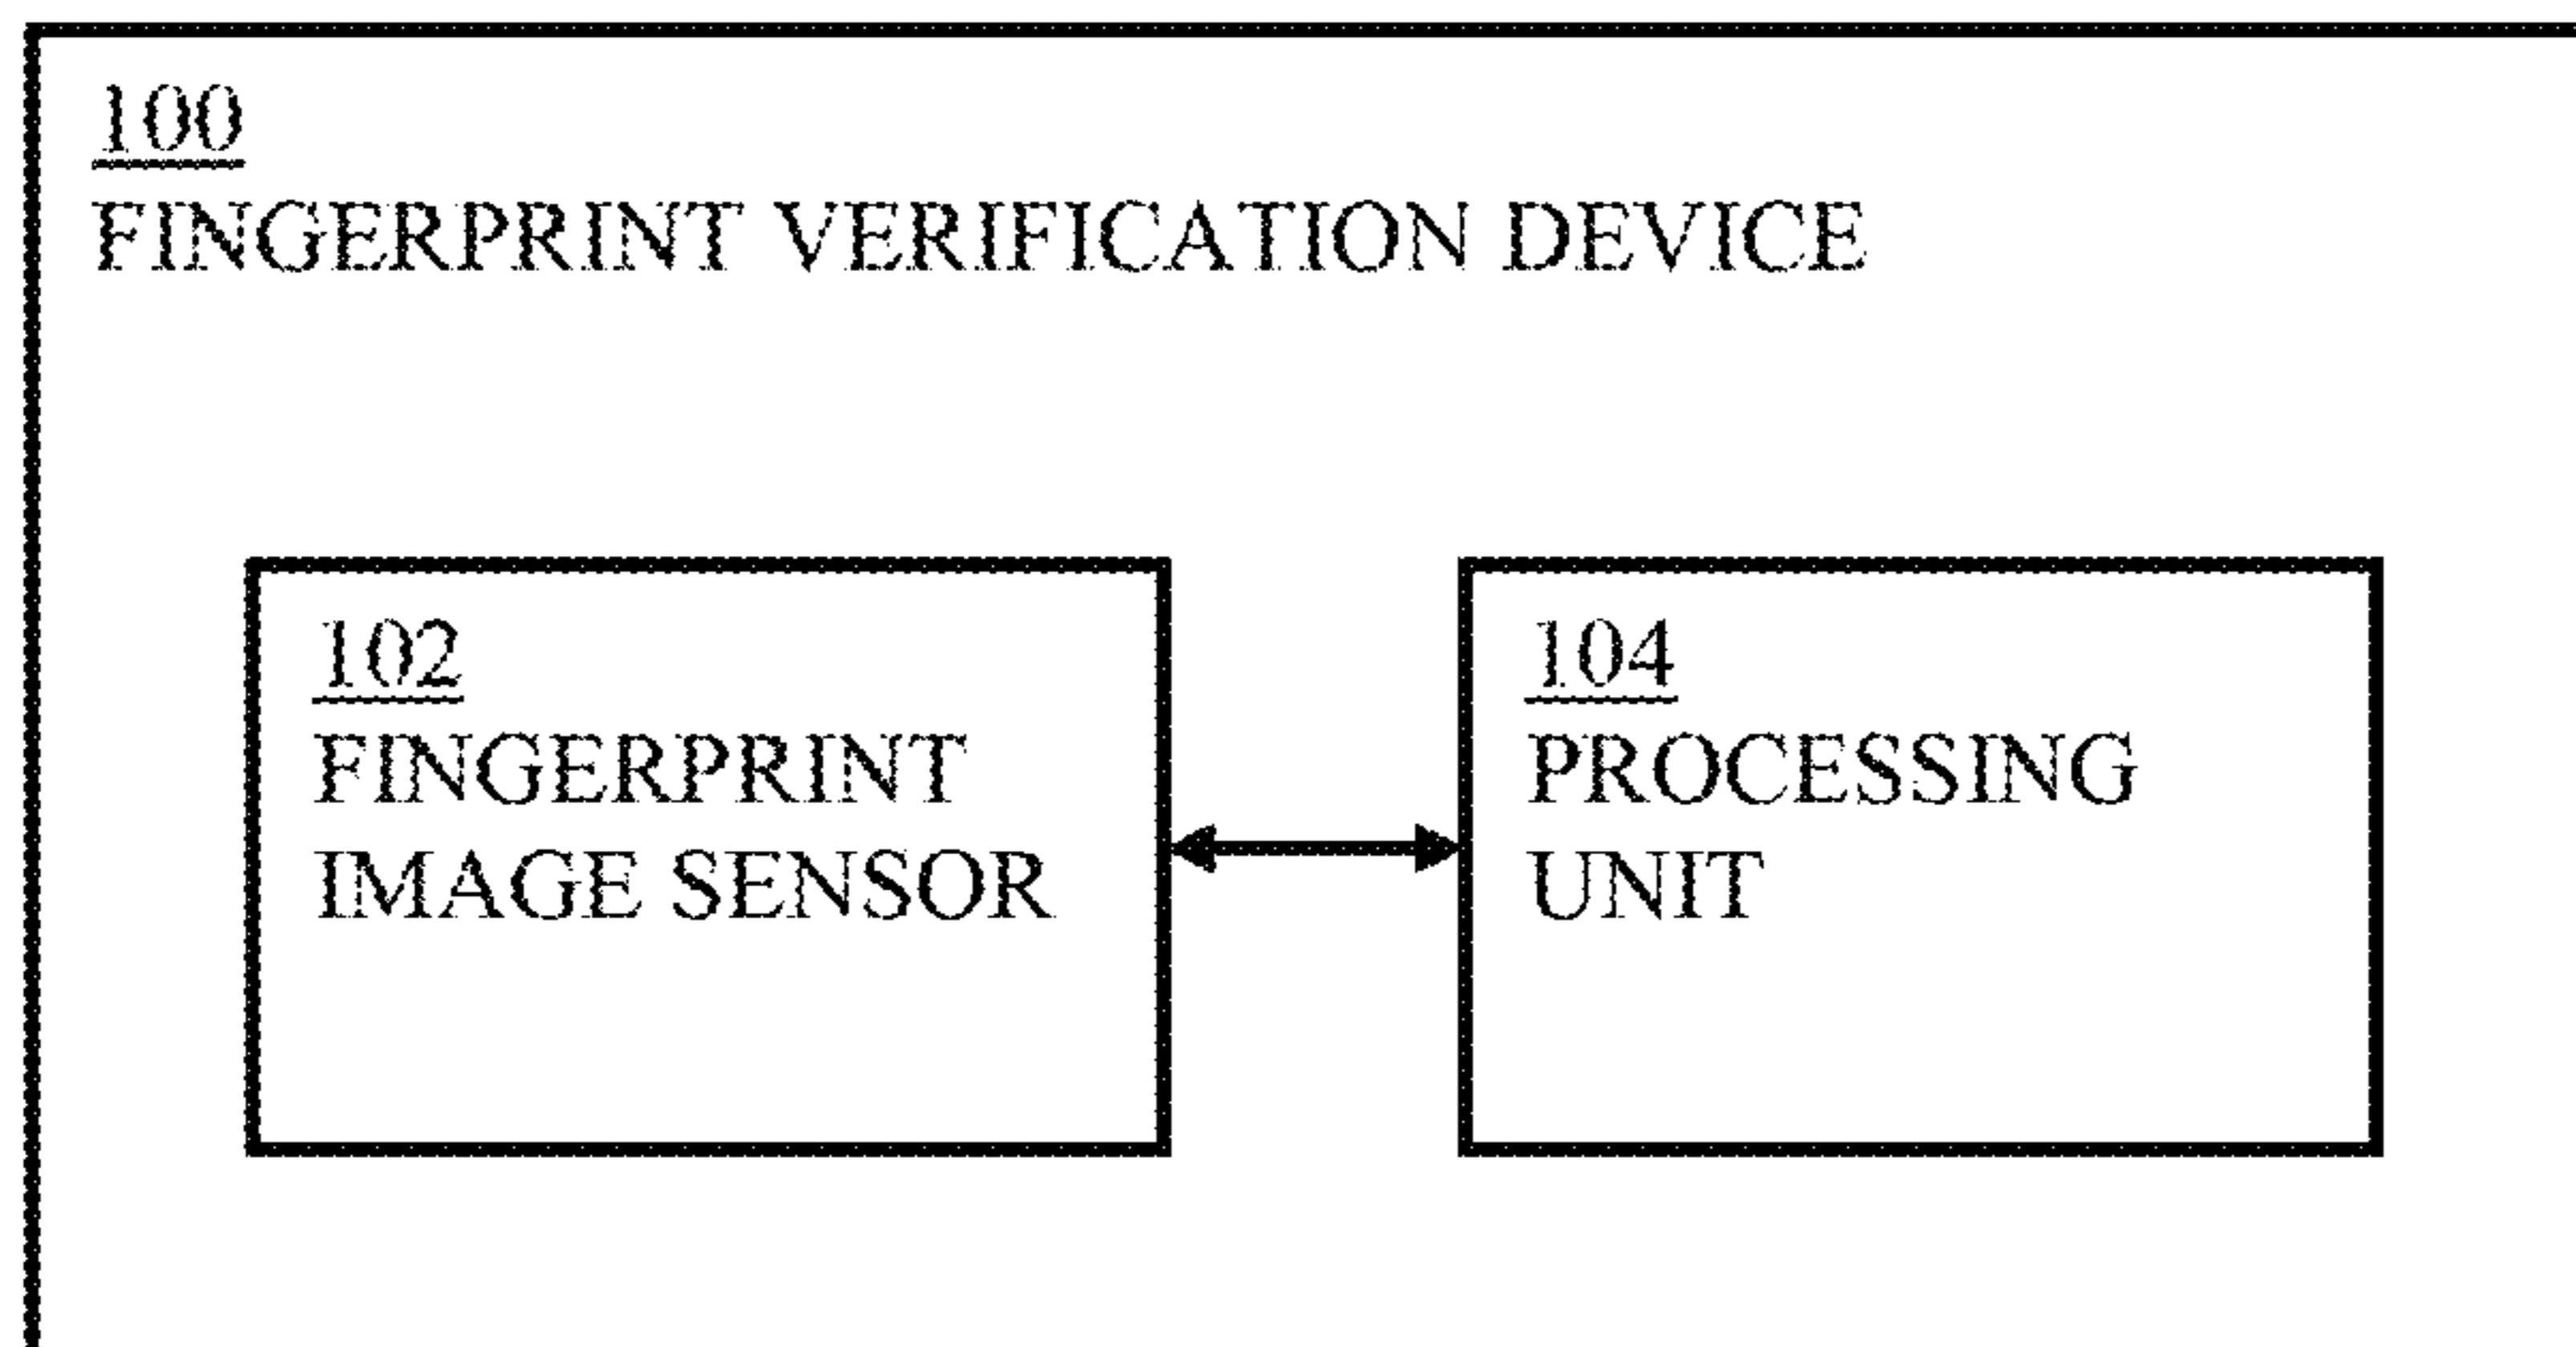 100
FINGERPRINT VERIFICATION DEVICE
102
FINGERPRINT
IMAGE SENSOR
104
PROCESSING
UNIT